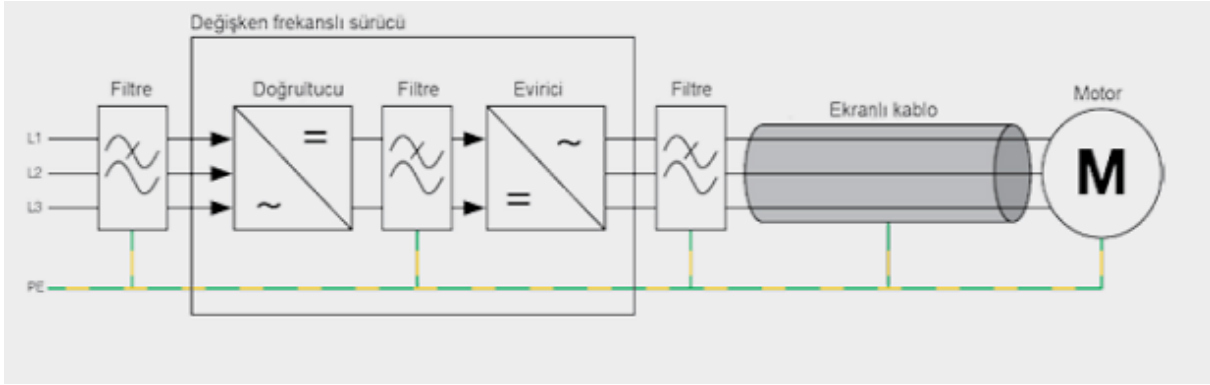 Değişken frekanslı sürücü
Filtre
Doğrultucu
Filtre
Evirici
Filtre
Ekranlı kablo
Motor
L1
L2
L3
M
PE